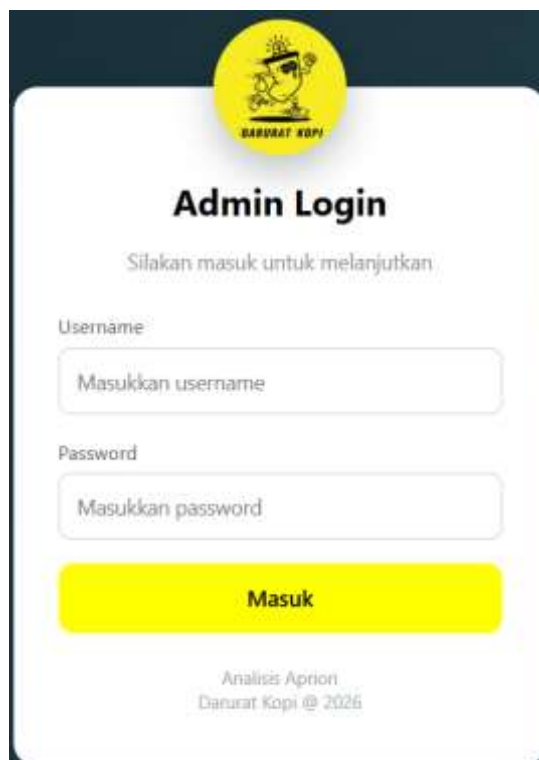 DARURAT KOPI
Admin Login
Silakan masuk untuk melanjutkan
Username
Masukkan username
Password
Masukkan password
Masuk
Analisis Apriori
Darurat Kopi @ 2026